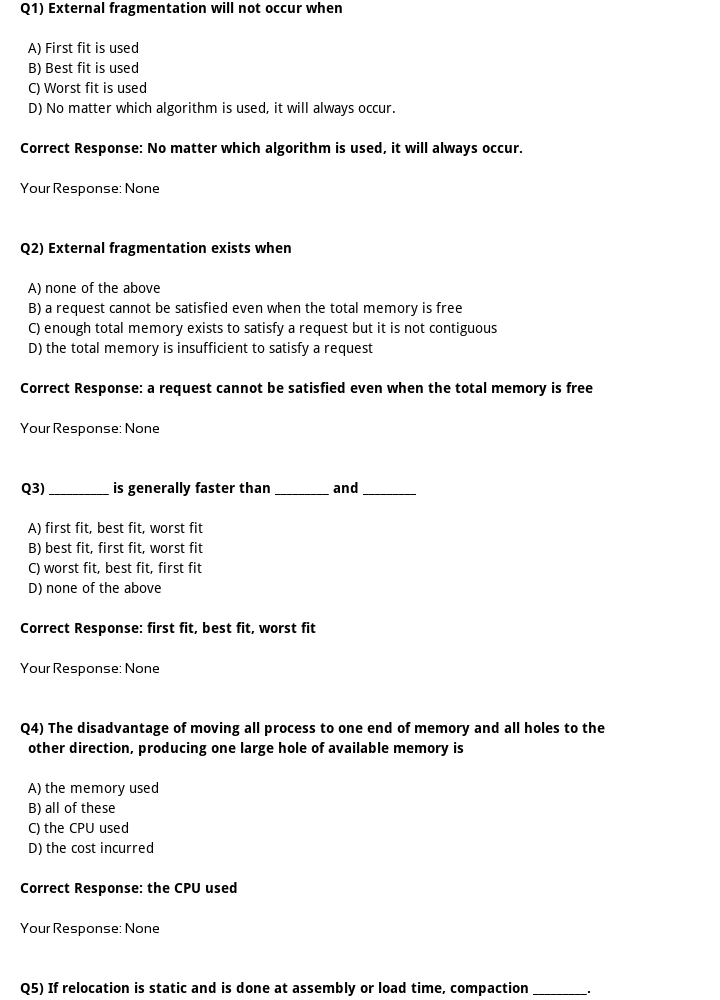 Q1) External fragmentation will not occur when
A) First fit is used
B) Best fit is used
C) Worst fit is used
D) No matter which algorithm is used, it will always occur.
Correct Response: No matter which algorithm is used, it will always occur.
Your Response: None
Q2) External fragmentation exists when
A) none of the above
B) a request cannot be satisfied even when the total memory is free
C) enough total memory exists to satisfy a request but it is not contiguous
D) the total memory is insufficient to satisfy a request
Correct Response: a request cannot be satisfied even when the total memory is free
Your Response: None
Q3) __________ is generally faster than _________ and _________
A) first fit, best fit, worst fit
B) best fit, first fit, worst fit
C) worst fit, best fit, first fit
D) none of the above
Correct Response: first fit, best fit, worst fit
Your Response: None
Q4) The disadvantage of moving all process to one end of memory and all holes to the
other direction, producing one large hole of available memory is
A) the memory used
B) all of these
C) the CPU used
D) the cost incurred
Correct Response: the CPU used
Your Response: None
Q5) If relocation is static and is done at assembly or load time, compaction _________.